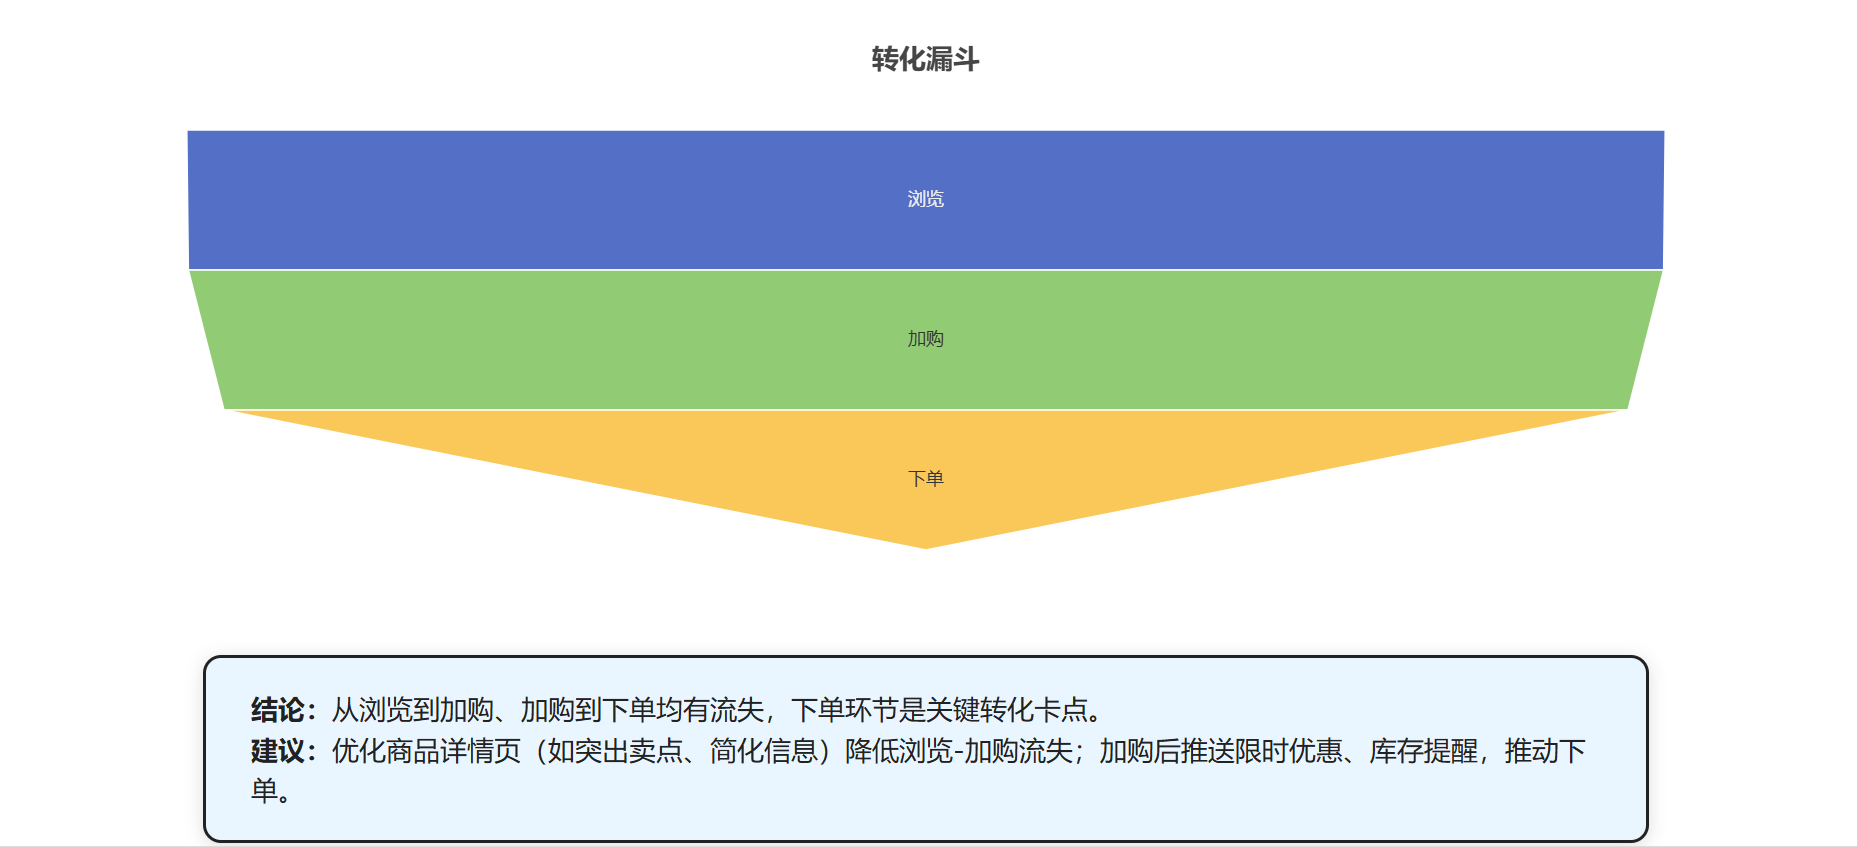 转化漏斗
浏览
加购
下单
结论：从浏览到加购、加购到下单均有流失，下单环节是关键转化卡点。
建议：优化商品详情页（如突出卖点、简化信息）降低浏览-加购流失；加购后推送限时优惠、库存提醒，推动下
单。